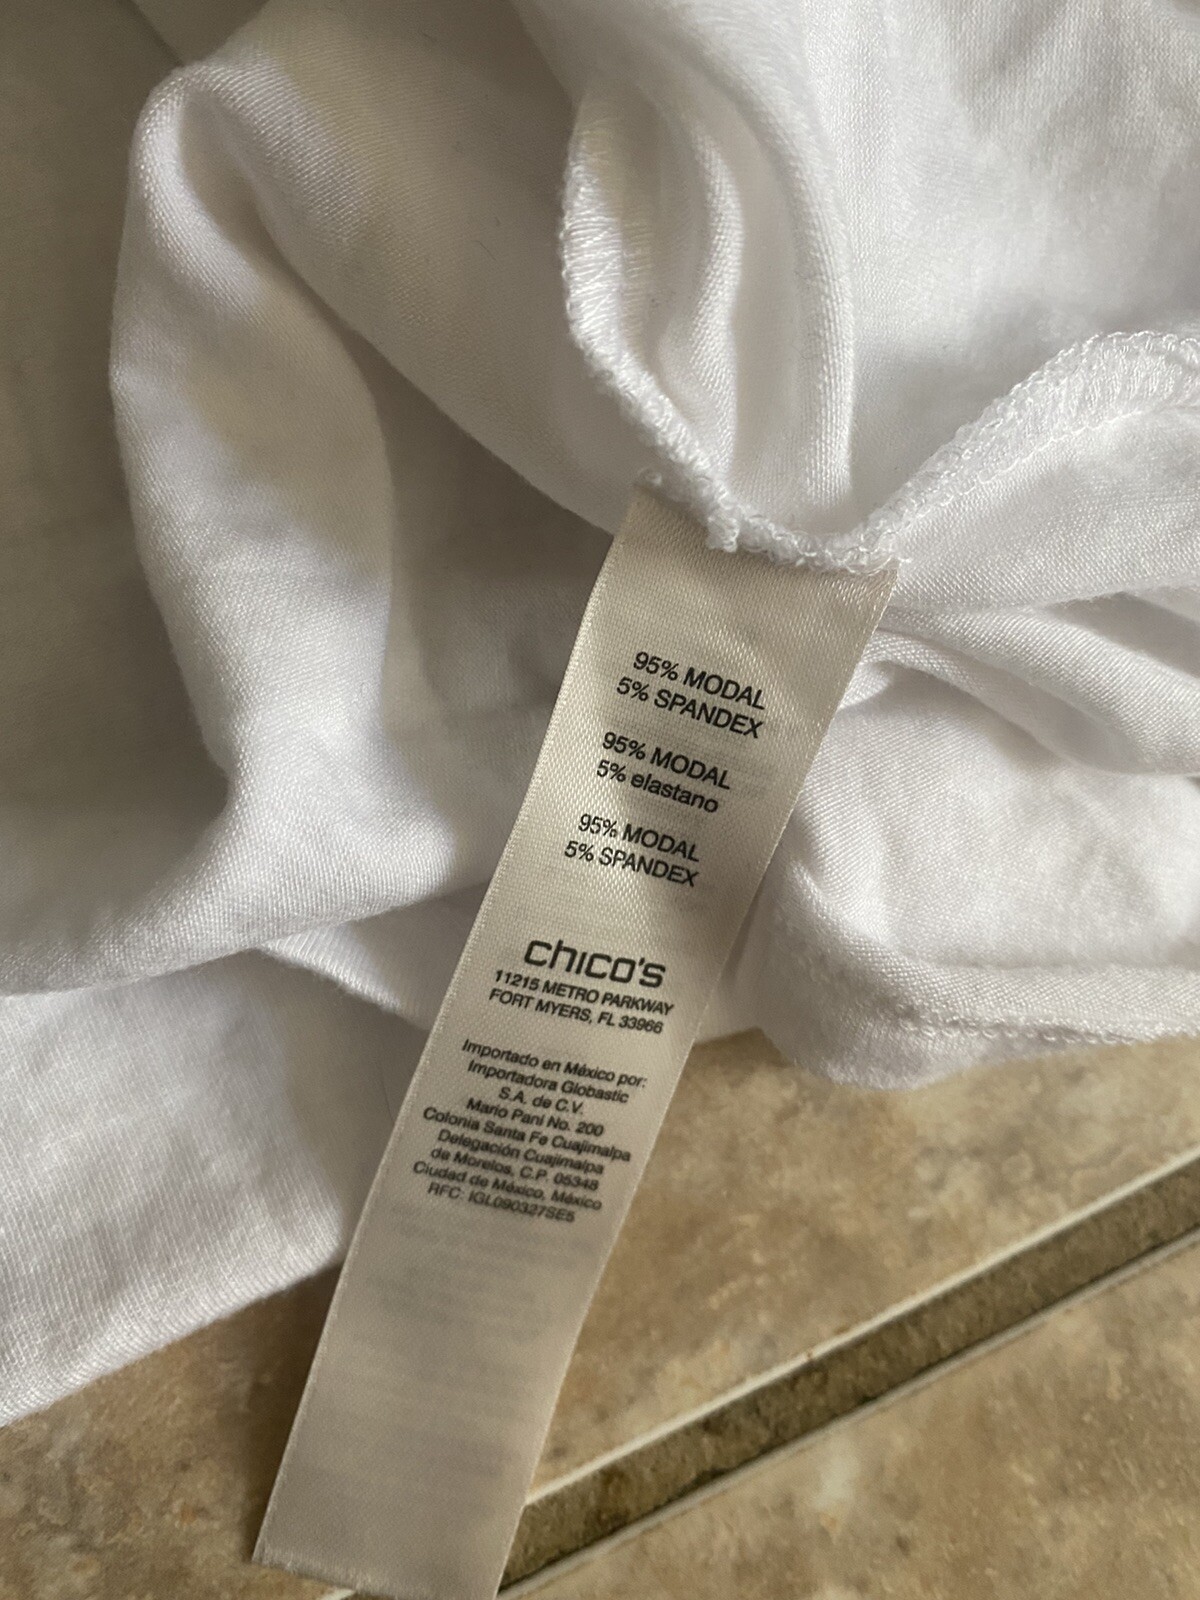 95% MODAL
5% SPANDEX
95% MODAL
5% elastano
95% MODAL
5% SPANDEX
chico's
11215 METRO PARKWAY
FORT MYERS, FL 33966
Importado en México por:
Importadora Globastic
S.A. de C.V.
Mario Pani No. 200
Colonia Santa Fe Cuajimalpa
Delegación Cuajimalpa
de Morelos, C.P. 05348
Ciudad de México, México
RFC: IGL090327SE5